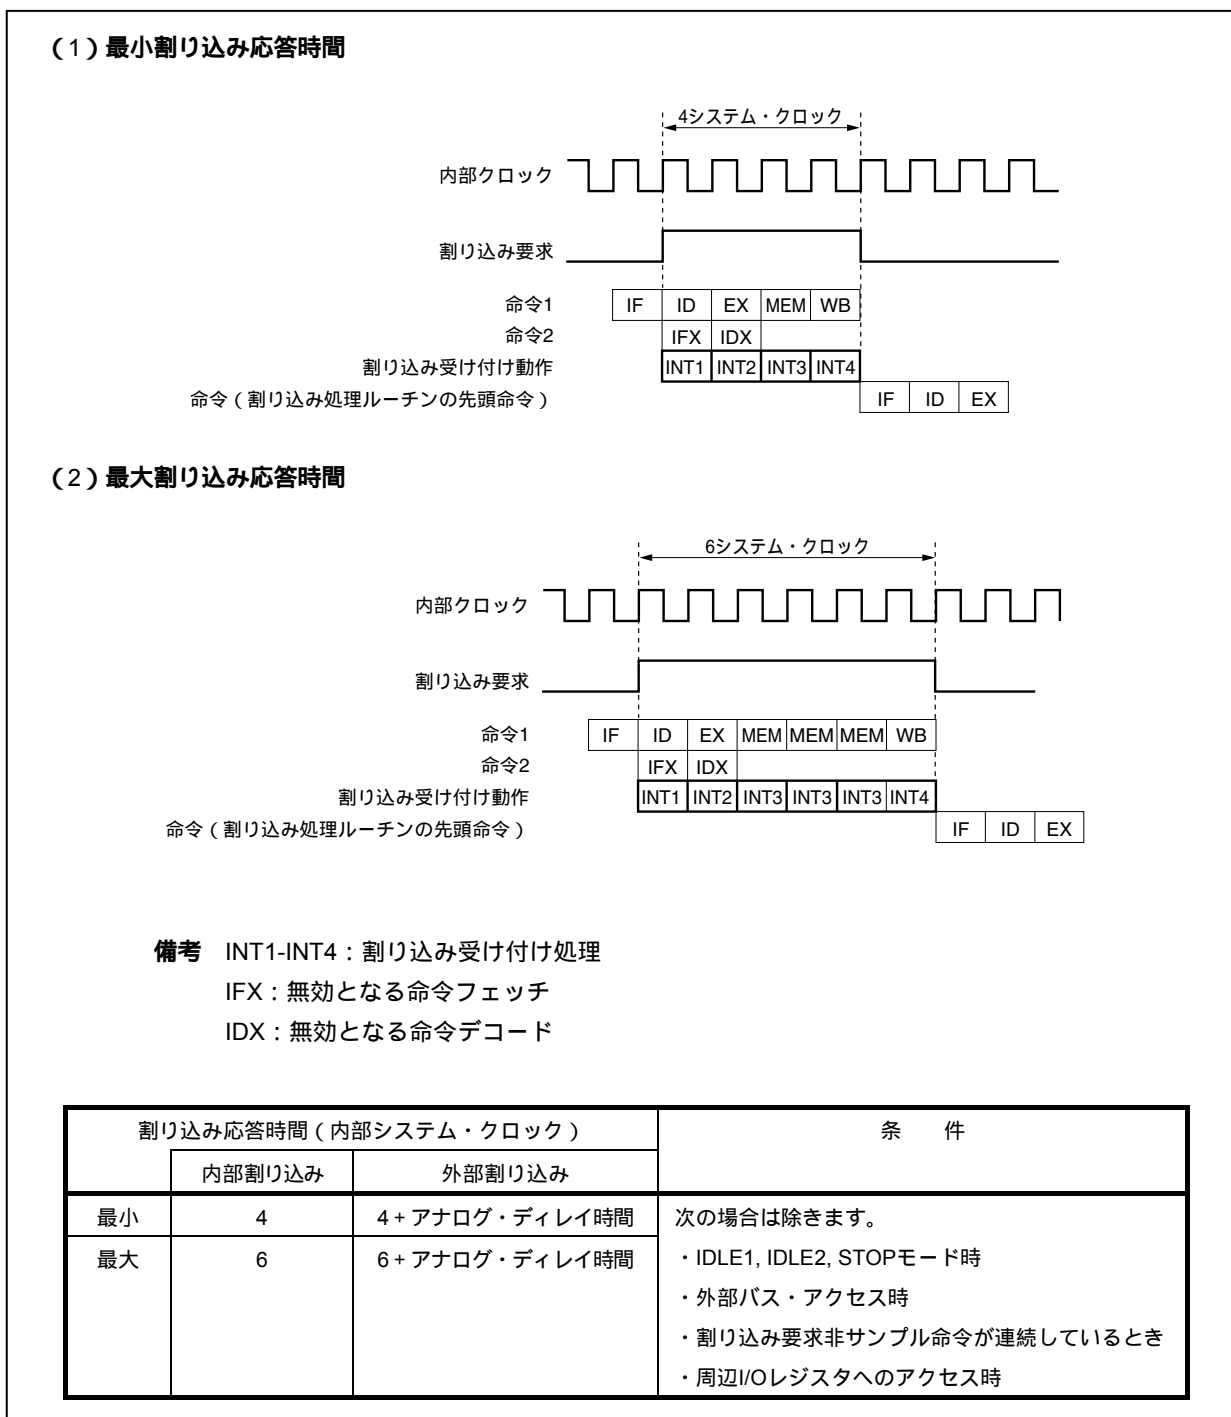 （1）最小割り込み応答時間
4システム・クロック
内部クロック
割り込み要求
命令1 IF ID EX MEM WB
命令2 IFX IDX
割り込み受け付け動作 INT1 INT2 INT3 INT4
命令（割り込み処理ルーチンの先頭命令） IF ID EX
（2）最大割り込み応答時間
6システム・クロック
内部クロック
割り込み要求
命令1 IF ID EX MEM MEM MEM WB
命令2 IFX IDX
割り込み受け付け動作 INT1 INT2 INT3 INT3 INT3 INT4
命令（割り込み処理ルーチンの先頭命令） IF ID EX
備考 INT1-INT4：割り込み受け付け処理
IFX：無効となる命令フェッチ
IDX：無効となる命令デコード
割り込み応答時間（内部システム・クロック） 条 件
内部割り込み 外部割り込み
最小 4 4+アナログ・ディレイ時間 次の場合は除きます。
最大 6 6+アナログ・ディレイ時間 ・IDLE1, IDLE2, STOPモード時
・外部バス・アクセス時
・割り込み要求非サンプル命令が連続しているとき
・周辺I/Oレジスタへのアクセス時